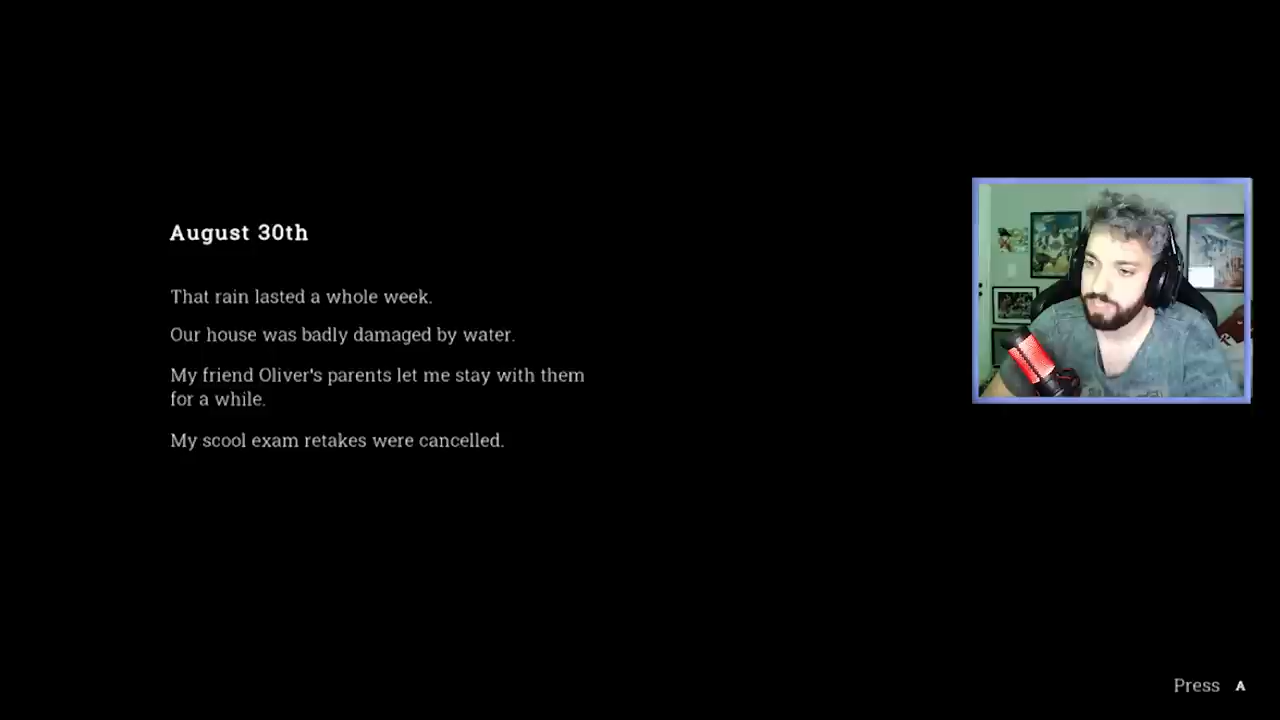 August 30th
That rain lasted a whole week.
Our house was badly damaged by water.
My friend Oliver's parents let me stay with them
for a while.
My scool exam retakes were cancelled.
Press A